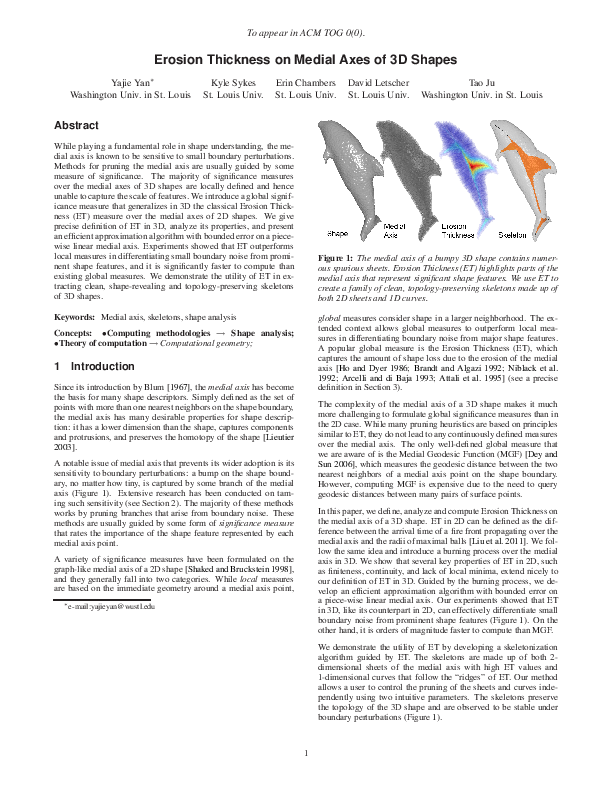 To appear in ACM TOG 0(0).
Erosion Thickness on Medial Axes of 3D Shapes
Yajie Yan∗
Washington Univ. in St. Louis
Kyle Sykes
St. Louis Univ.
Erin Chambers
St. Louis Univ.
David Letscher
St. Louis Univ.
Tao Ju
Washington Univ. in St. Louis
Abstract
While playing a fundamental role in shape understanding, the me-
dial axis is known to be sensitive to small boundary perturbations.
Methods for pruning the medial axis are usually guided by some
measure of significance. The majority of significance measures
over the medial axes of 3D shapes are locally defined and hence
unable to capture the scale of features. We introduce a global signif-
icance measure that generalizes in 3D the classical Erosion Thick-
ness (ET) measure over the medial axes of 2D shapes. We give
precise definition of ET in 3D, analyze its properties, and present
an efficient approximation algorithm with bounded error on a piece-
wise linear medial axis. Experiments showed that ET outperforms
local measures in differentiating small boundary noise from promi-
nent shape features, and it is significantly faster to compute than
existing global measures. We demonstrate the utility of ET in ex-
tracting clean, shape-revealing and topology-preserving skeletons
of 3D shapes.
Keywords: Medial axis, skeletons, shape analysis
Concepts: •Computing methodologies → Shape analysis;
•Theory of computation → Computational geometry;
1 Introduction
Since its introduction by Blum [1967], the medial axis has become
the basis for many shape descriptors. Simply defined as the set of
points with more than one nearest neighbors on the shape boundary,
the medial axis has many desirable properties for shape descrip-
tion: it has a lower dimension than the shape, captures components
and protrusions, and preserves the homotopy of the shape [Lieutier
2003].
A notable issue of medial axis that prevents its wider adoption is its
sensitivity to boundary perturbations: a bump on the shape bound-
ary, no matter how tiny, is captured by some branch of the medial
axis (Figure 1). Extensive research has been conducted on tam-
ing such sensitivity (see Section 2). The majority of these methods
works by pruning branches that arise from boundary noise. These
methods are usually guided by some form of significance measure
that rates the importance of the shape feature represented by each
medial axis point.
A variety of significance measures have been formulated on the
graph-like medial axis of a 2D shape [Shaked and Bruckstein 1998],
and they generally fall into two categories. While local measures
are based on the immediate geometry around a medial axis point,
∗e-mail:yajieyan@wustl.edu
Shape
Medial
Axis
Erosion
Thickness
Skeleton
Figure 1: The medial axis of a bumpy 3D shape contains numer-
ous spurious sheets. Erosion Thickness (ET) highlights parts of the
medial axis that represent significant shape features. We use ET to
create a family of clean, topology-preserving skeletons made up of
both 2D sheets and 1D curves.
global measures consider shape in a larger neighborhood. The ex-
tended context allows global measures to outperform local mea-
sures in differentiating boundary noise from major shape features.
A popular global measure is the Erosion Thickness (ET), which
captures the amount of shape loss due to the erosion of the medial
axis [Ho and Dyer 1986; Brandt and Algazi 1992; Niblack et al.
1992; Arcelli and di Baja 1993; Attali et al. 1995] (see a precise
definition in Section 3).
The complexity of the medial axis of a 3D shape makes it much
more challenging to formulate global significance measures than in
the 2D case. While many pruning heuristics are based on principles
similar to ET, they do not lead to any continuously defined measures
over the medial axis. The only well-defined global measure that
we are aware of is the Medial Geodesic Function (MGF) [Dey and
Sun 2006], which measures the geodesic distance between the two
nearest neighbors of a medial axis point on the shape boundary.
However, computing MGF is expensive due to the need to query
geodesic distances between many pairs of surface points.
In this paper, we define, analyze and compute Erosion Thickness on
the medial axis of a 3D shape. ET in 2D can be defined as the dif-
ference between the arrival time of a fire front propagating over the
medial axis and the radii of maximal balls [Liu et al. 2011]. We fol-
low the same idea and introduce a burning process over the medial
axis in 3D. We show that several key properties of ET in 2D, such
as finiteness, continuity, and lack of local minima, extend nicely to
our definition of ET in 3D. Guided by the burning process, we de-
velop an efficient approximation algorithm with bounded error on
a piece-wise linear medial axis. Our experiments showed that ET
in 3D, like its counterpart in 2D, can effectively differentiate small
boundary noise from prominent shape features (Figure 1). On the
other hand, it is orders of magnitude faster to compute than MGF.
We demonstrate the utility of ET by developing a skeletonization
algorithm guided by ET. The skeletons are made up of both 2-
dimensional sheets of the medial axis with high ET values and
1-dimensional curves that follow the “ridges” of ET. Our method
allows a user to control the pruning of the sheets and curves inde-
pendently using two intuitive parameters. The skeletons preserve
the topology of the 3D shape and are observed to be stable under
boundary perturbations (Figure 1).
1